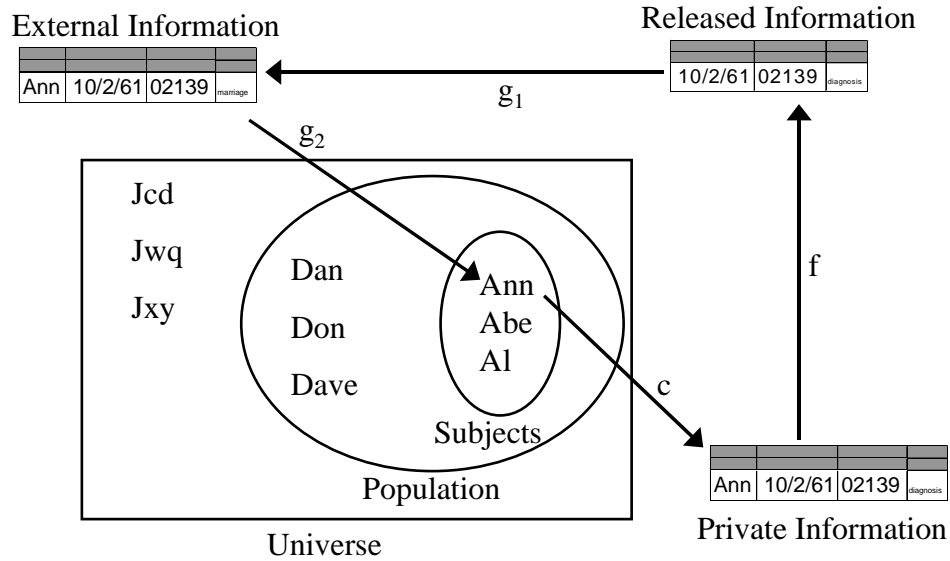 External Information
Released Information
Ann 10/2/61 02139 marriage
10/2/61 02139 diagnosis
g1
g2
Jcd
Jwq
Jxy
Dan
Don
Dave
Ann
Abe
Al
f
c
Subjects
Population
Universe
Ann 10/2/61 02139 diagnosis
Private Information